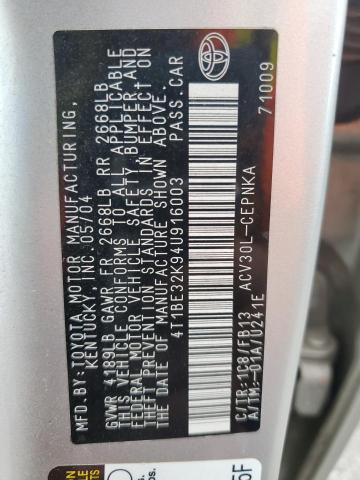 MFD.BY:TOYOTA MOTOR MANUFACTURING,
KENTUCKY, INC. 05/04
GVWR 4189LB GAWR FR 2668LB RR 2668LB
THIS VEHICLE CONFORMS TO ALL APPLICABLE
FEDERAL MOTOR VEHICLE SAFETY, BUMPER, AND
THEFT PREVENTION STANDARDS IN EFFECT ON
THE DATE OF MANUFACTURE SHOWN ABOVE.
4T1BE32K94U916003 PASS. CAR
71009
C/TR:1C8/FB13 ACV30L-CEPNKA
A/TM:-01A/U241E